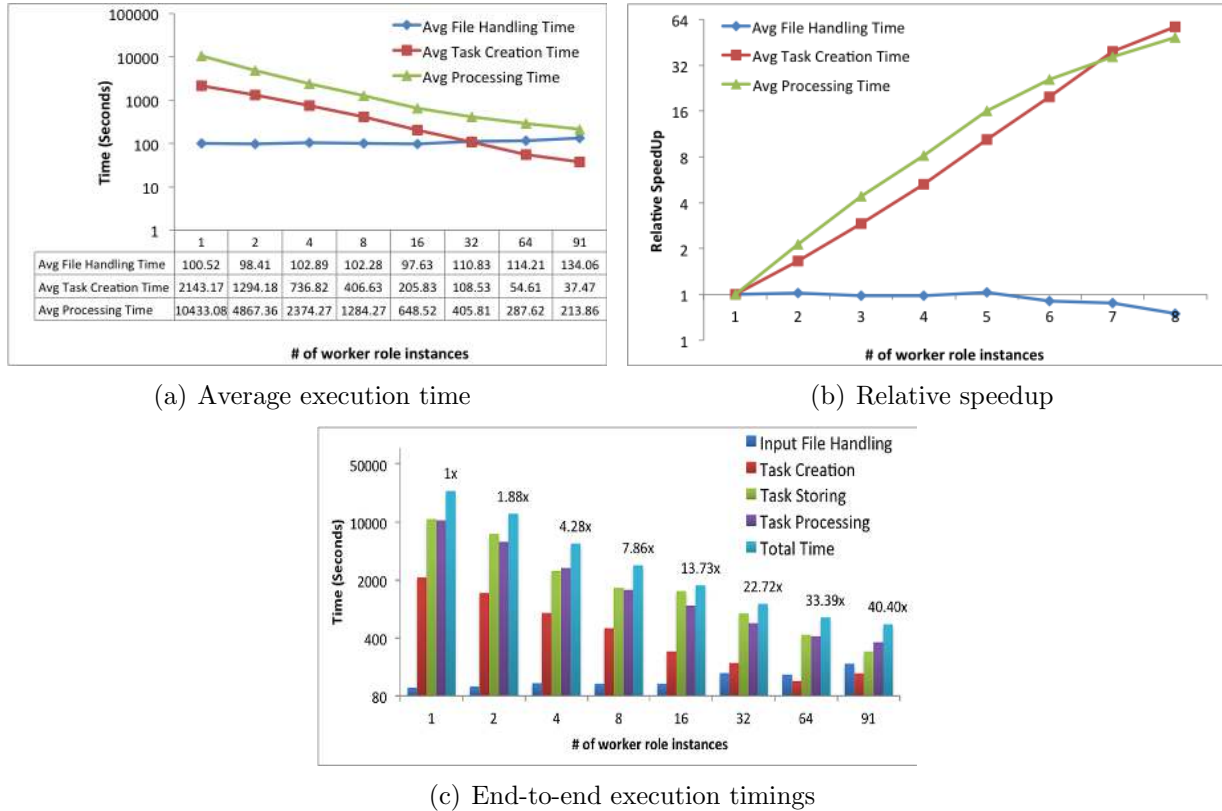 Avg File Handling Time
Avg Task Creation Time
Avg Processing Time
100000
10000
1000
100
10
1
Time (Seconds)
1 2 4 8 16 32 64 91
Avg File Handling Time 100.52 98.41 102.89 102.28 97.63 110.83 114.21 134.06
Avg Task Creation Time 2143.17 1294.18 736.82 406.63 205.83 108.53 54.61 37.47
Avg Processing Time 10433.08 4867.36 2374.27 1284.27 648.52 405.81 287.62 213.86
# of worker role instances
(a) Average execution time
Avg File Handling Time
Avg Task Creation Time
Avg Processing Time
64
32
16
8
4
2
1
1
Relative SpeedUp
1 2 3 4 5 6 7 8
# of worker role instances
(b) Relative speedup
Input File Handling
Task Creation
Task Storing
Task Processing
Total Time
50000
10000
2000
400
80
Time (Seconds)
1x
1.88x
4.28x
7.86x
13.73x
22.72x
33.39x
40.40x
1 2 4 8 16 32 64 91
# of worker role instances
(c) End-to-end execution timings